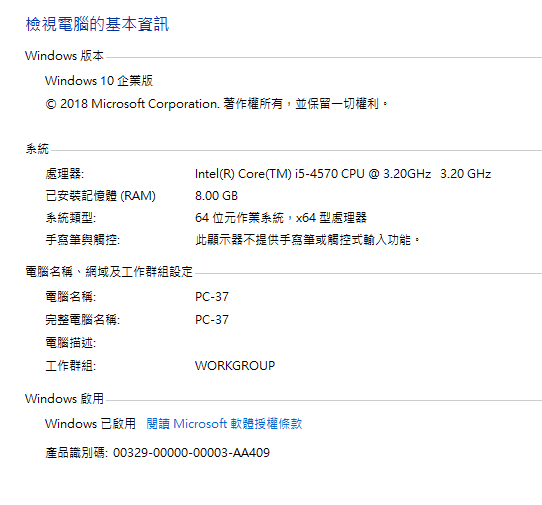 檢視電腦的基本資訊
Windows 版本
Windows 10 企業版
© 2018 Microsoft Corporation. 著作權所有，並保留一切權利。
系統
處理器: Intel(R) Core(TM) i5-4570 CPU @ 3.20GHz 3.20 GHz
已安裝記憶體 (RAM) 8.00 GB
系統類型: 64 位元作業系統，x64 型處理器
手寫筆與觸控: 此顯示器不提供手寫筆或觸控式輸入功能。
電腦名稱、網域及工作群組設定
電腦名稱: PC-37
完整電腦名稱: PC-37
電腦描述:
工作群組: WORKGROUP
Windows 啟用
Windows 已啟用 閱讀 Microsoft 軟體授權條款
產品識別碼: 00329-00000-00003-AA409